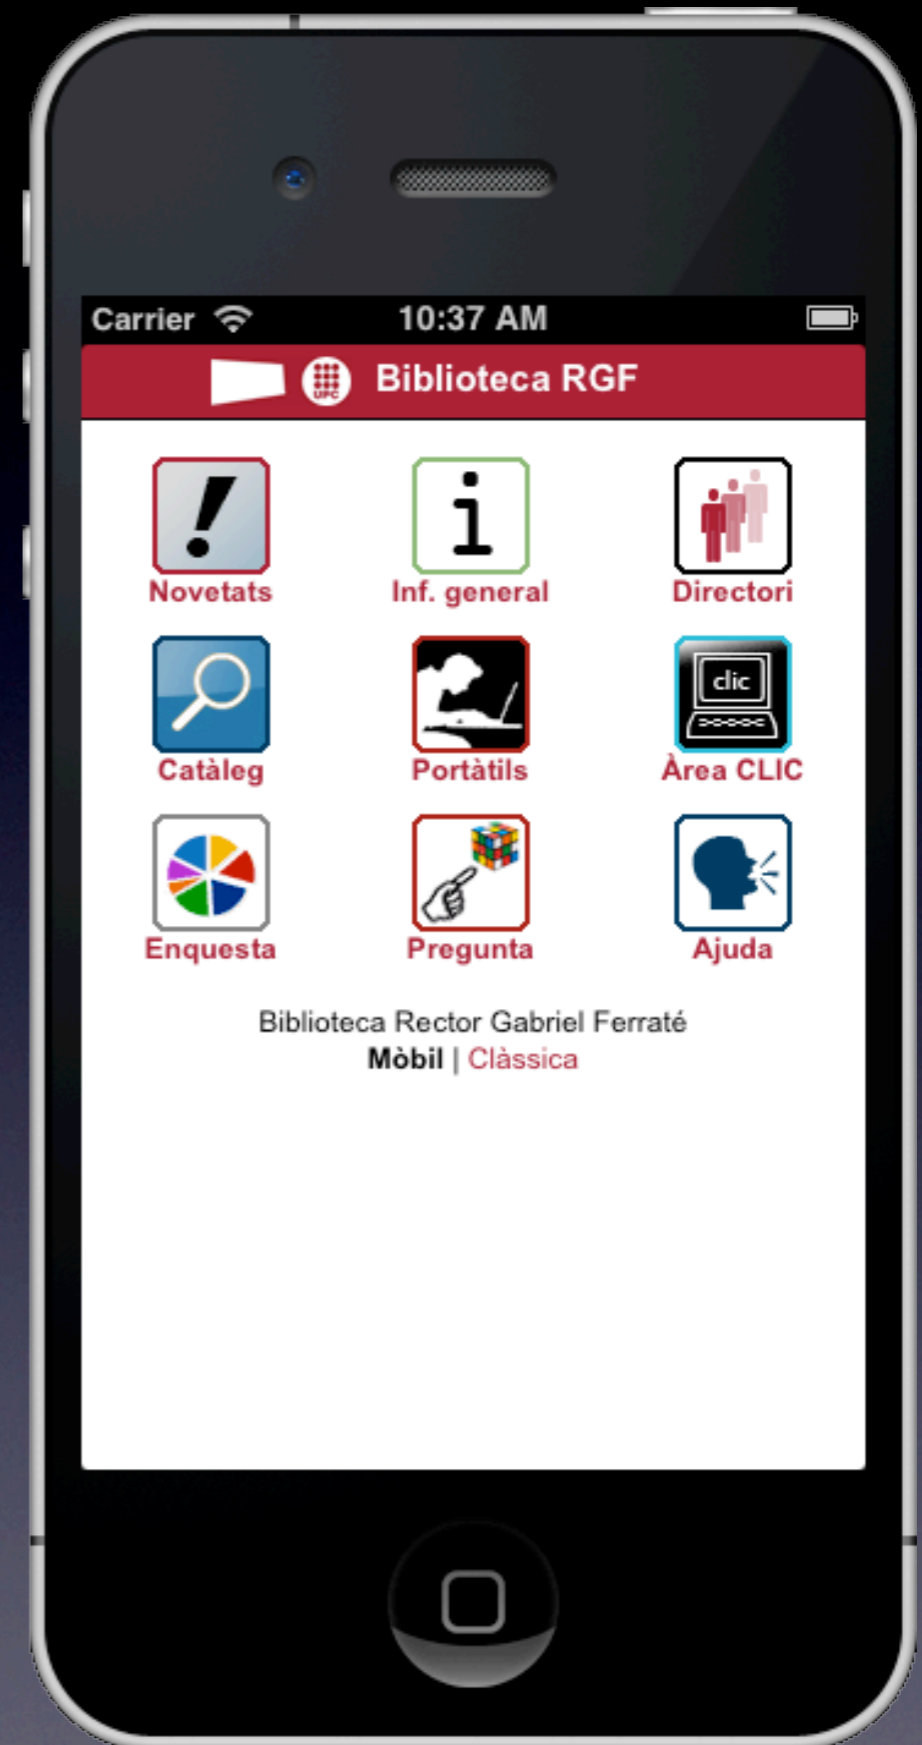 Carrier 10:37 AM
UPC Biblioteca RGF
! i
Novetats Inf. general Directori
clic
Catàleg Portàtils Àrea CLIC
Enquesta Pregunta Ajuda
Biblioteca Rector Gabriel Ferraté
Mòbil | Clàssica